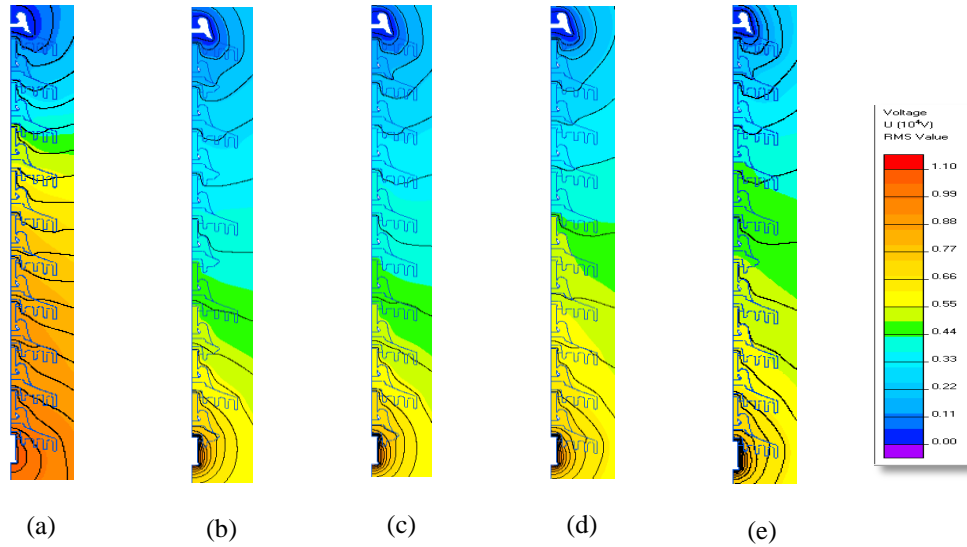 Voltage
U (10⁴V)
RMS Value
1.10
0.99
0.88
0.77
0.66
0.55
0.44
0.33
0.22
0.11
0.00
(a)
(b)
(c)
(d)
(e)